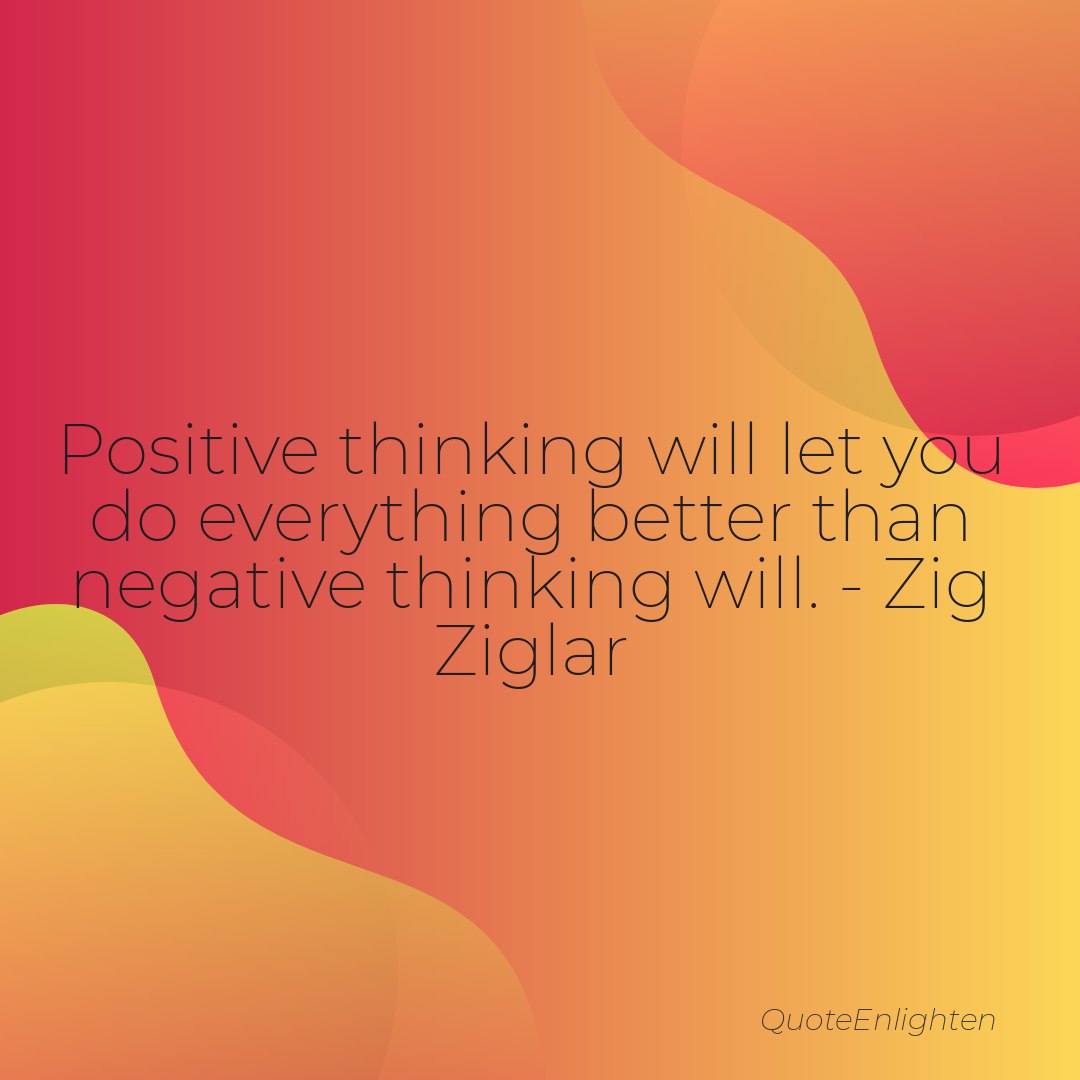 Positive thinking will let you
do everything better than
negative thinking will. - Zig
Ziglar
QuoteEnlighten